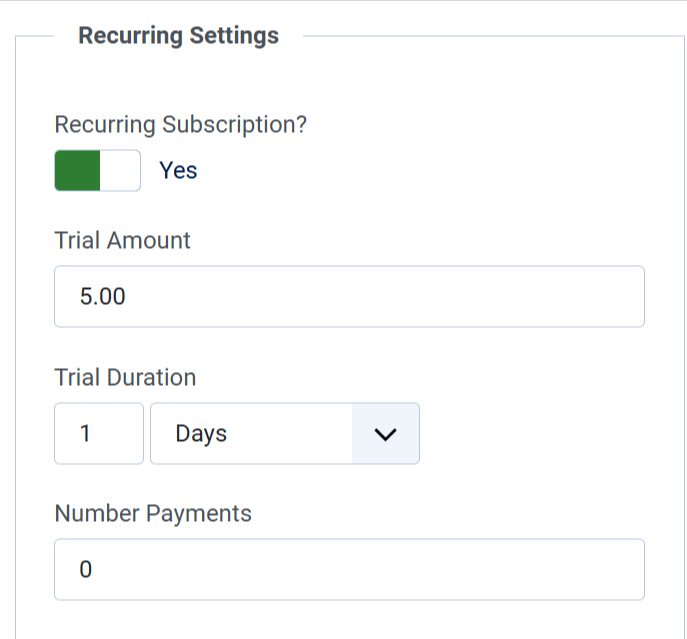 Recurring Settings
Recurring Subscription?
Yes
Trial Amount
5.00
Trial Duration
1 Days
Number Payments
0